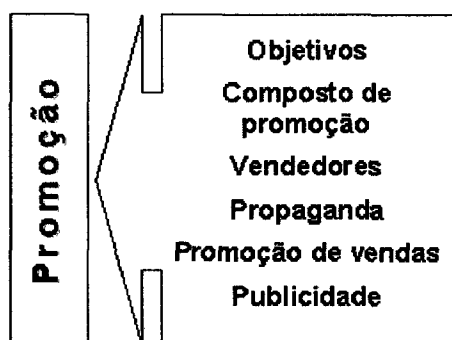 Promoção
Objetivos
Composto de
promoção
Vendedores
Propaganda
Promoção de vendas
Publicidade